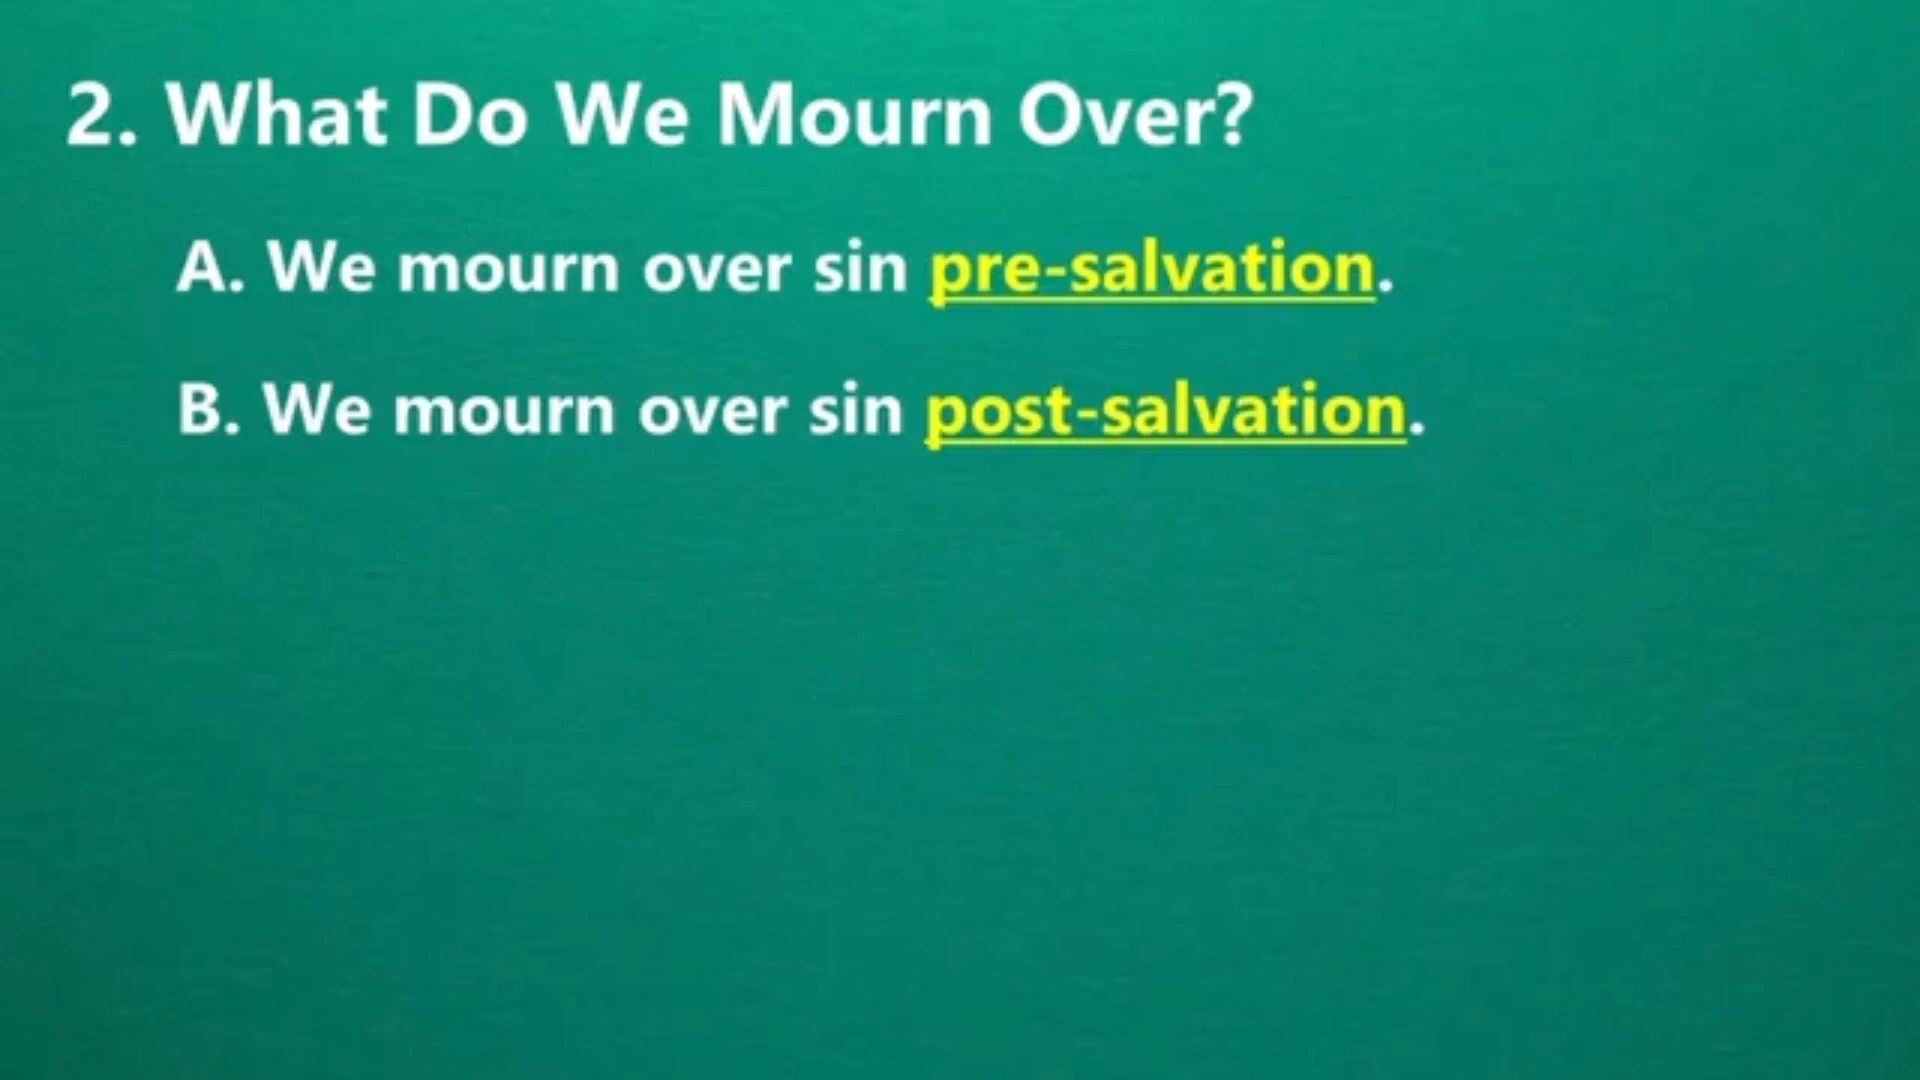 2. What Do We Mourn Over?
A. We mourn over sin pre-salvation.
B. We mourn over sin post-salvation.